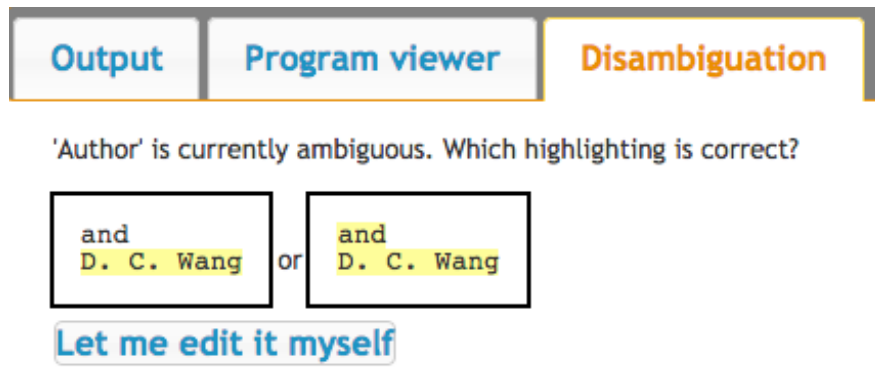 Output Program viewer Disambiguation
'Author' is currently ambiguous. Which highlighting is correct?
and
D. C. Wang
or
and
D. C. Wang
Let me edit it myself